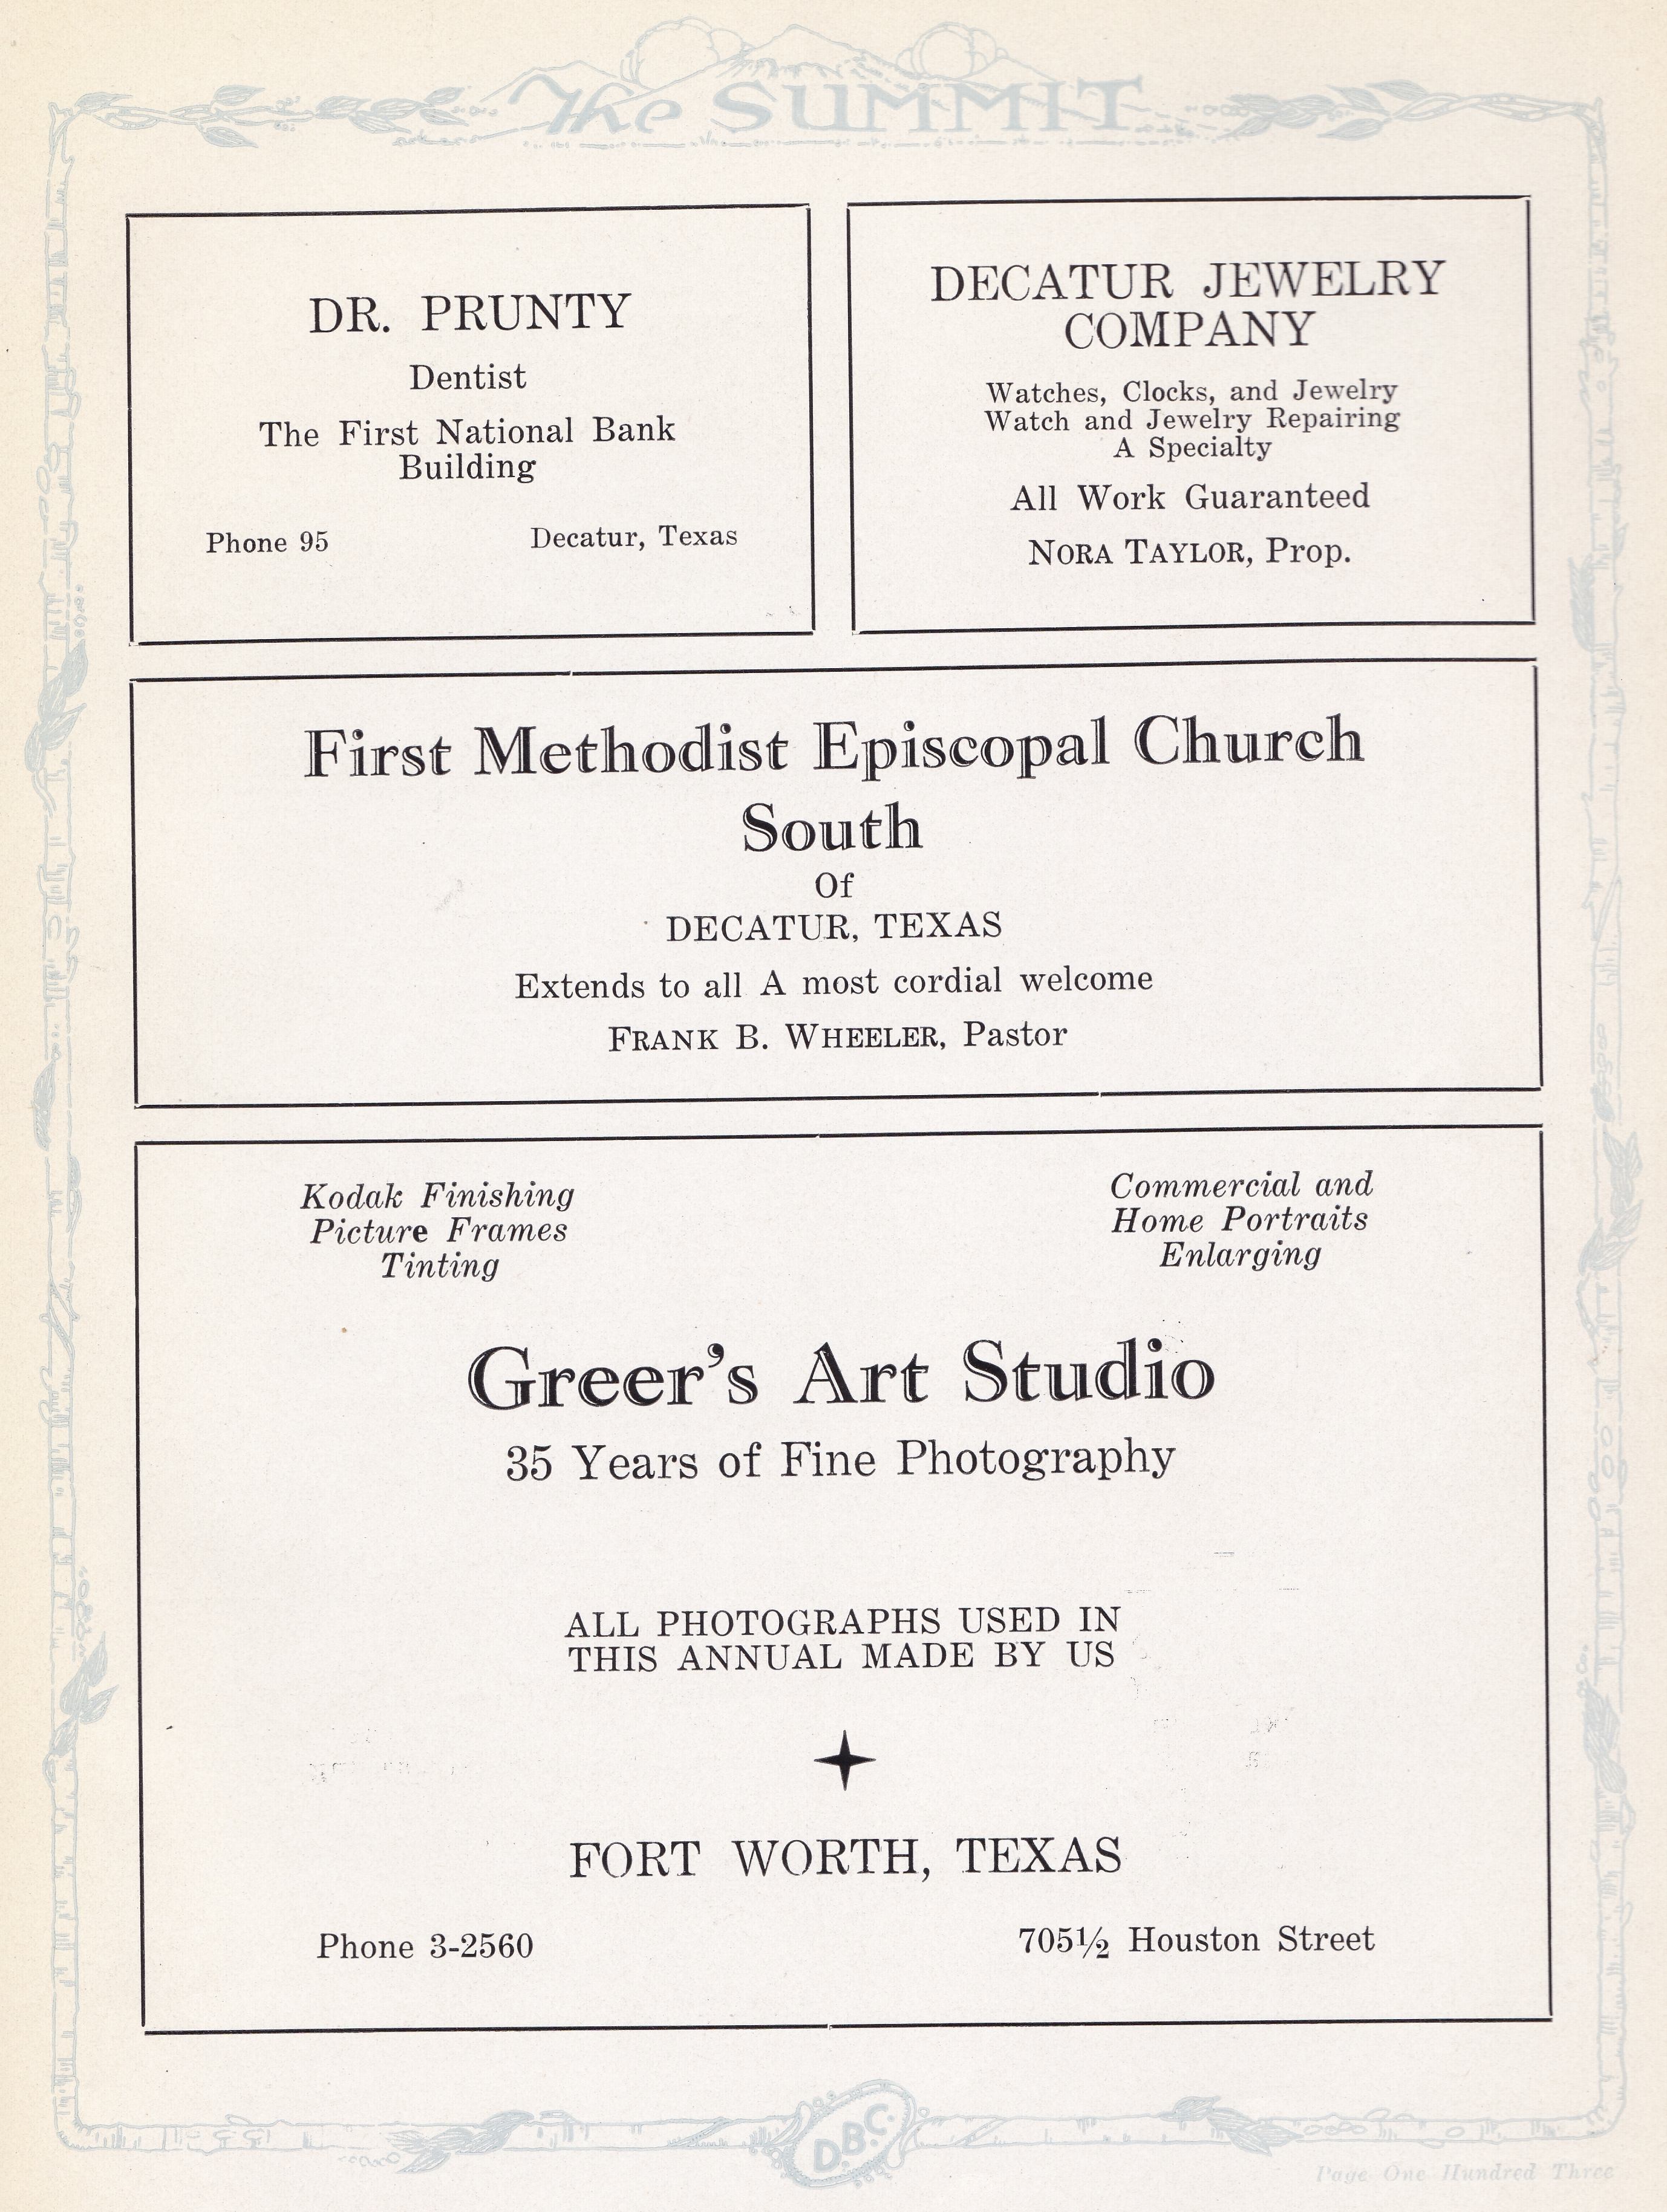 The SUMMIT
DR. PRUNTY
Dentist
The First National Bank
Building
Phone 95 Decatur, Texas
DECATUR JEWELRY
COMPANY
Watches, Clocks, and Jewelry
Watch and Jewelry Repairing
A Specialty
All Work Guaranteed
NORA TAYLOR, Prop.
First Methodist Episcopal Church
South
Of
DECATUR, TEXAS
Extends to all A most cordial welcome
FRANK B. WHEELER, Pastor
Kodak Finishing
Picture Frames
Tinting
Commercial and
Home Portraits
Enlarging
Greer's Art Studio
35 Years of Fine Photography
ALL PHOTOGRAPHS USED IN
THIS ANNUAL MADE BY US
FORT WORTH, TEXAS
Phone 3-2560 705½ Houston Street
D.B.C.
Page One Hundred Three